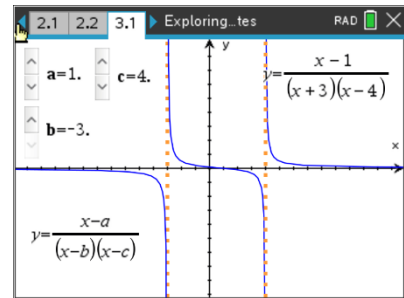 2.1 2.2 3.1 Exploring...tes RAD
y
a=1. c=4. y=(x-1)/((x+3)(x-4))
b=-3.
x
y=(x-a)/((x-b)(x-c))